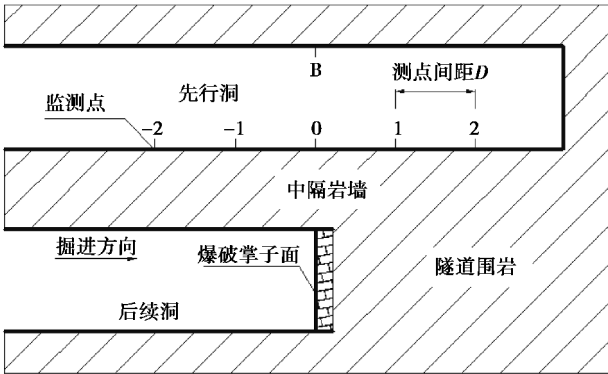 B
测点间距D
先行洞
监测点
-2 -1 0 1 2
中隔岩墙
掘进方向
爆破掌子面
隧道围岩
后续洞